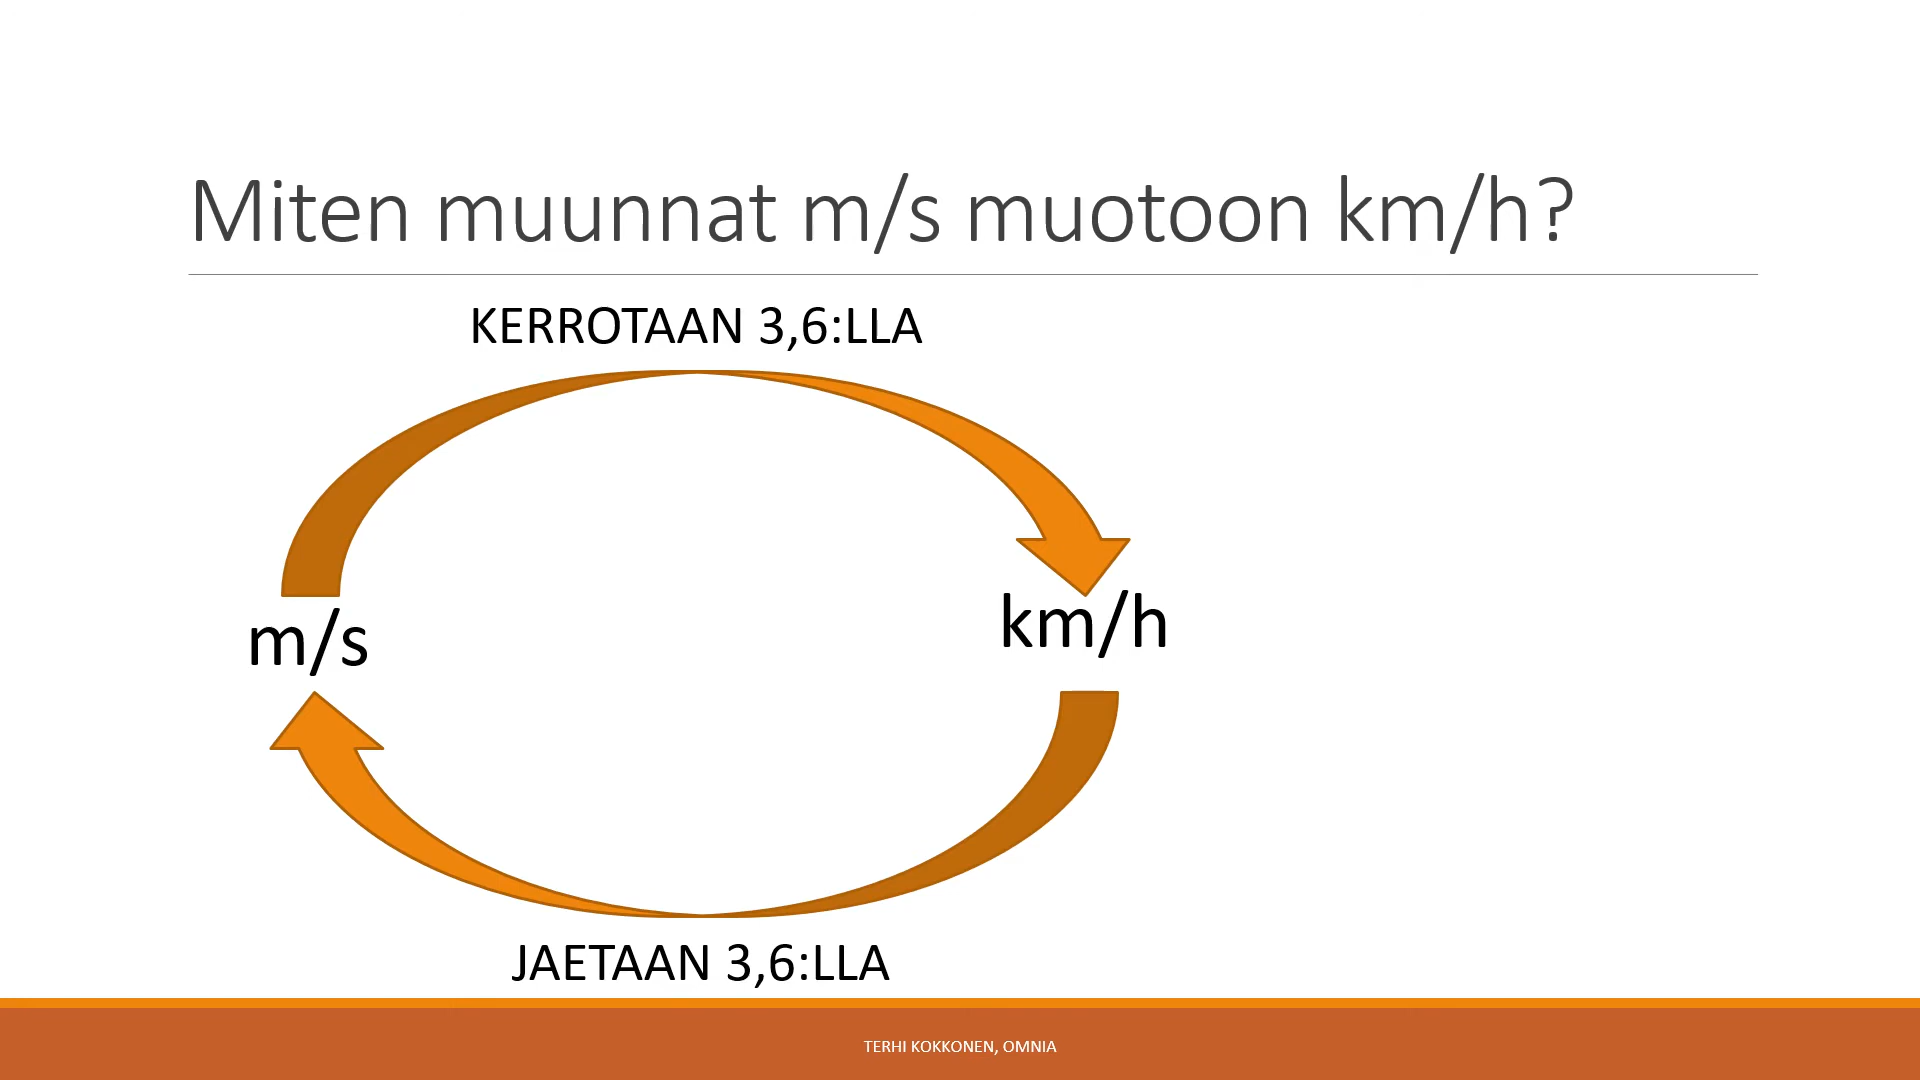 Miten muunnat m/s muotoon km/h?
KERROTAAN 3,6:LLA
m/s
km/h
JAETAAN 3,6:LLA
TERHI KOKKONEN, OMNIA